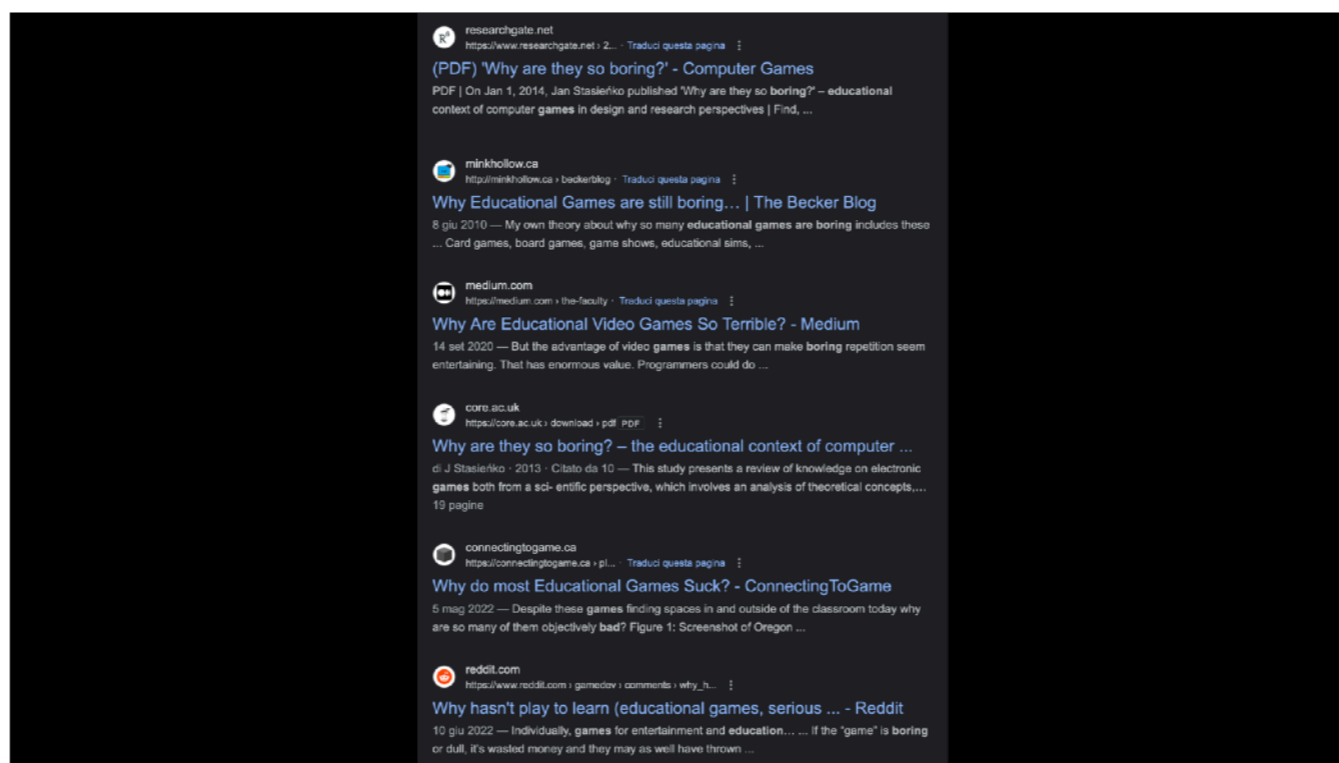 researchgate.net
https://www.researchgate.net › 2... · Traduci questa pagina
(PDF) 'Why are they so boring?' - Computer Games
PDF | On Jan 1, 2014, Jan Stasieńko published 'Why are they so boring?' – educational
context of computer games in design and research perspectives | Find, ...
minkhollow.ca
http://minkhollow.ca › beckerblog · Traduci questa pagina
Why Educational Games are still boring… | The Becker Blog
8 giu 2010 — My own theory about why so many educational games are boring includes these
... Card games, board games, game shows, educational sims, ...
medium.com
https://medium.com › the-faculty · Traduci questa pagina
Why Are Educational Video Games So Terrible? - Medium
14 set 2020 — But the advantage of video games is that they can make boring repetition seem
entertaining. That has enormous value. Programmers could do ...
core.ac.uk
https://core.ac.uk › download › pdf PDF
Why are they so boring? – the educational context of computer ...
di J Stasieńko · 2013 · Citato da 10 — This study presents a review of knowledge on electronic
games both from a sci- entific perspective, which involves an analysis of theoretical concepts,...
19 pagine
connectingtogame.ca
https://connectingtogame.ca › pl... · Traduci questa pagina
Why do most Educational Games Suck? - ConnectingToGame
5 mag 2022 — Despite these games finding spaces in and outside of the classroom today why
are so many of them objectively bad? Figure 1: Screenshot of Oregon ...
reddit.com
https://www.reddit.com › gamedev › comments › why_h...
Why hasn't play to learn (educational games, serious ... - Reddit
10 giu 2022 — Individually, games for entertainment and education... ... If the "game" is boring
or dull, it's wasted money and they may as well have thrown ...